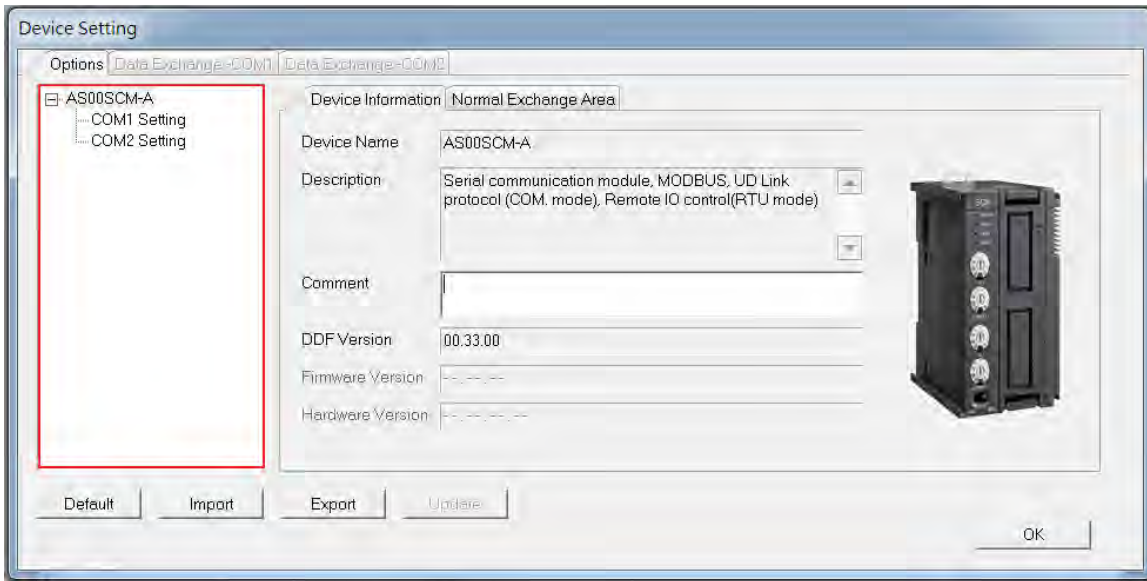 Device Setting
Options Data Exchange -COM1 Data Exchange-COM2
AS00SCM-A
COM1 Setting
COM2 Setting
Device Information Normal Exchange Area
Device Name AS00SCM-A
Description Serial communication module, MODBUS, UD Link
protocol (COM. mode), Remote IO control(RTU mode)
Comment
DDF Version 00.33.00
Firmware Version --.--.--
Hardware Version --.--.--.--
SCM
Default Import Export Update
OK